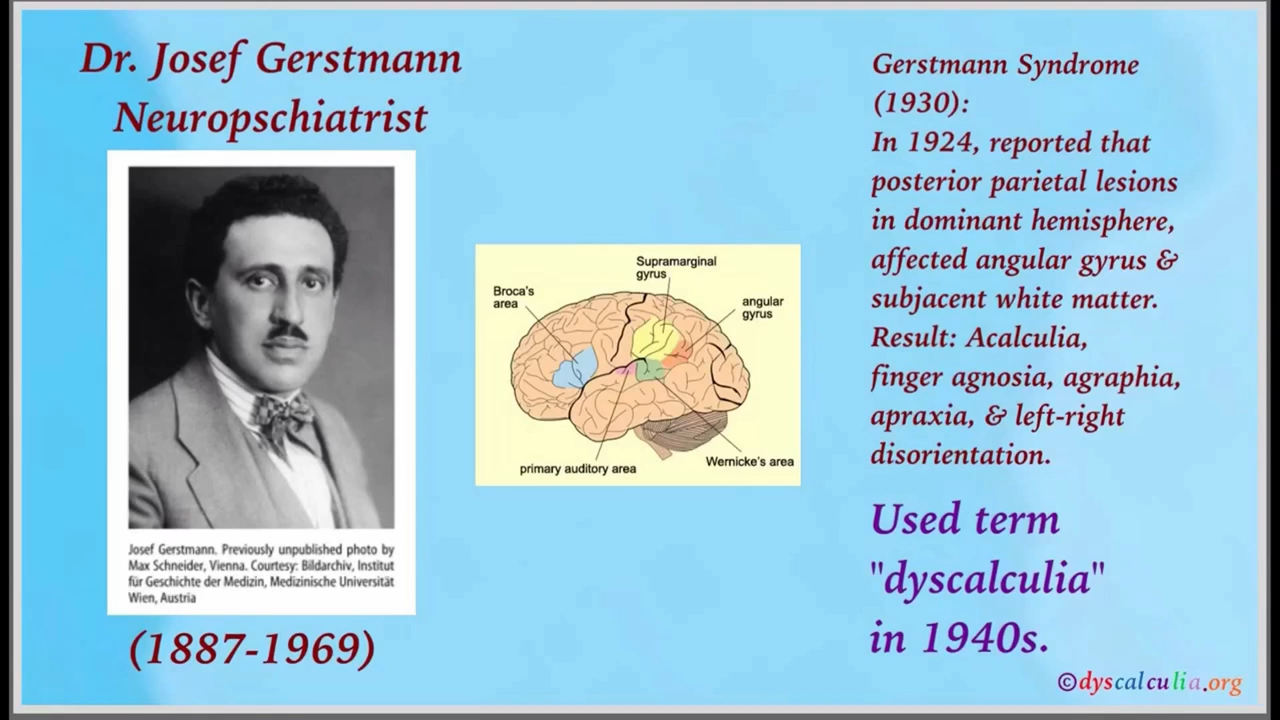 Dr. Josef Gerstmann
Neuropschiatrist
Josef Gerstmann. Previously unpublished photo by
Max Schneider, Vienna. Courtesy: Bildarchiv, Institut
für Geschichte der Medizin, Medizinische Universität
Wien, Austria
(1887-1969)
Supramarginal
gyrus
Broca's
area
angular
gyrus
primary auditory area
Wernicke's area
Gerstmann Syndrome
(1930):
In 1924, reported that
posterior parietal lesions
in dominant hemisphere,
affected angular gyrus &
subjacent white matter.
Result: Acalculia,
finger agnosia, agraphia,
apraxia, & left-right
disorientation.
Used term
"dyscalculia"
in 1940s.
©dyscalculia.org